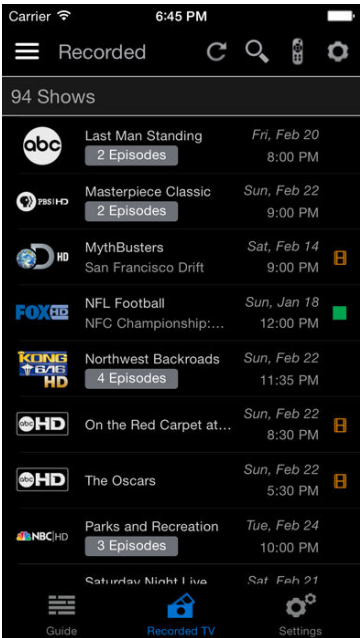 Carrier 6:45 PM
Recorded
94 Shows
abc Last Man Standing Fri, Feb 20
2 Episodes 8:00 PM
PBS HD Masterpiece Classic Sun, Feb 22
2 Episodes 9:00 PM
D HD MythBusters Sat, Feb 14
San Francisco Drift 9:00 PM
FOX HD NFL Football Sun, Jan 18
NFC Championship:... 12:00 PM
KONG 6/16 HD Northwest Backroads Sun, Feb 22
4 Episodes 11:35 PM
abc HD On the Red Carpet at... Sun, Feb 22
8:30 PM
abc HD The Oscars Sun, Feb 22
5:30 PM
NBC HD Parks and Recreation Tue, Feb 24
3 Episodes 10:00 PM
Saturday Night Live Sat, Feb 21
Guide Recorded TV Settings